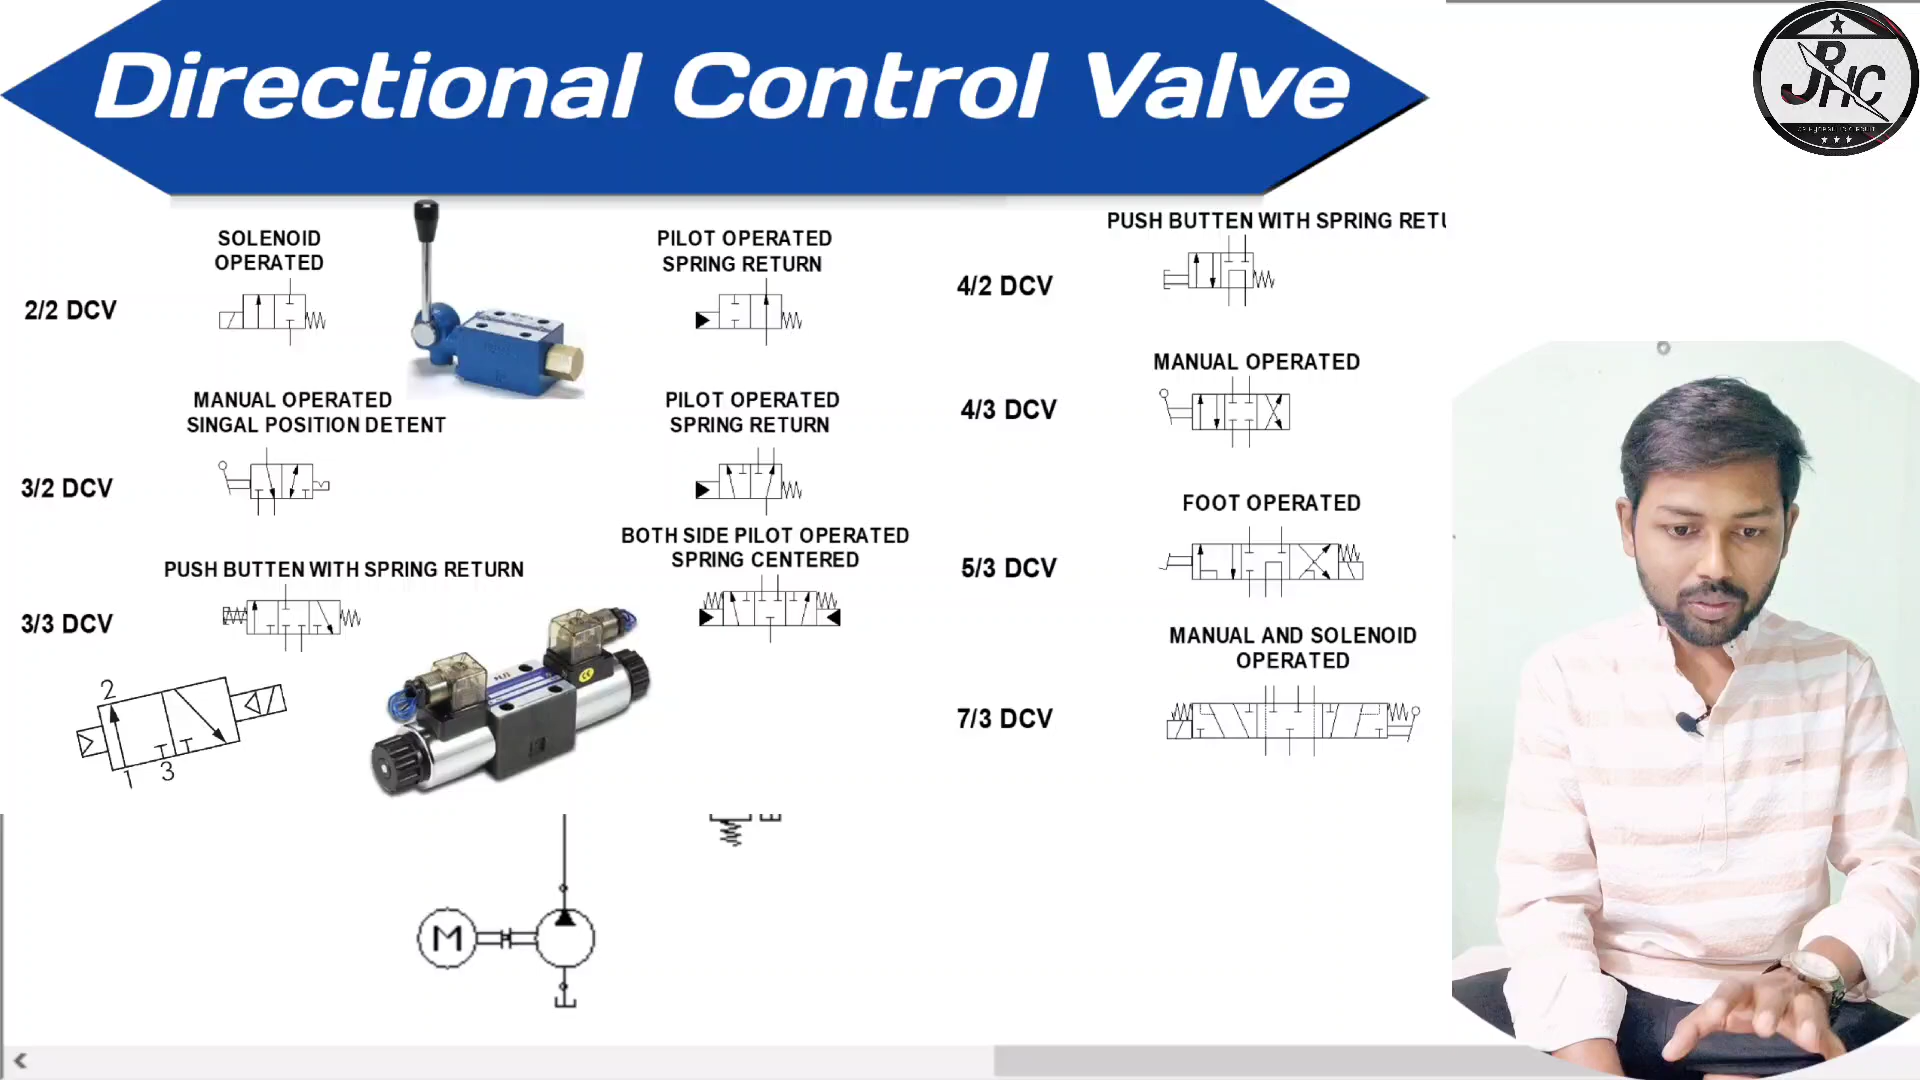 Directional Control Valve
JPHC
SOLENOID
OPERATED
2/2 DCV
PILOT OPERATED
SPRING RETURN
MANUAL OPERATED
SINGAL POSITION DETENT
3/2 DCV
PILOT OPERATED
SPRING RETURN
PUSH BUTTEN WITH SPRING RETURN
3/3 DCV
BOTH SIDE PILOT OPERATED
SPRING CENTERED
2
1 3
PUSH BUTTEN WITH SPRING RETU
4/2 DCV
MANUAL OPERATED
4/3 DCV
FOOT OPERATED
5/3 DCV
MANUAL AND SOLENOID
OPERATED
7/3 DCV
M